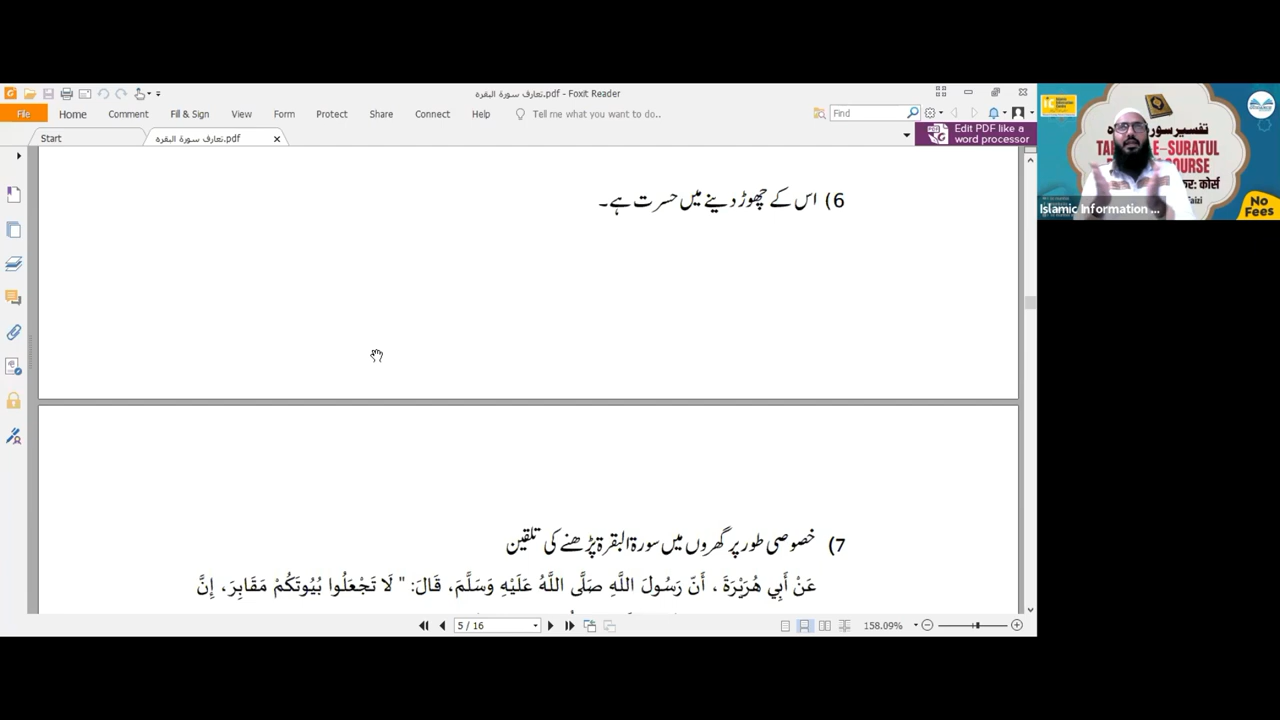 تعارف سورۃ البقرۃ.pdf - Foxit Reader
File Home Comment Fill & Sign View Form Protect Share Connect Help Tell me what you want to do.. Find
Start تعارف سورۃ البقرۃ.pdf
Edit PDF like a
word processor
6) اس کے چھوڑ دینے میں حسرت ہے۔
7) خصوصی طور پر گھروں میں سورۃ البقرۃ پڑھنے کی تلقین
عَنْ أَبِي هُرَيْرَةَ ، أَنّ رَسُولَ اللَّهِ صَلَّى اللَّهُ عَلَيْهِ وَسَلَّمَ، قَالَ: " لَا تَجْعَلُوا بُيُوتَكُمْ مَقَابِرَ، إِنَّ
5 / 16
158.09%
SURATUL
Islamic Information ...
No
Fees